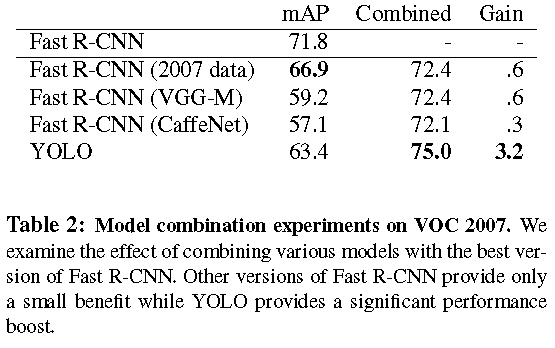 mAP Combined Gain
Fast R-CNN 71.8 - -
Fast R-CNN (2007 data) 66.9 72.4 .6
Fast R-CNN (VGG-M) 59.2 72.4 .6
Fast R-CNN (CaffeNet) 57.1 72.1 .3
YOLO 63.4 75.0 3.2
Table 2: Model combination experiments on VOC 2007. We
examine the effect of combining various models with the best ver-
sion of Fast R-CNN. Other versions of Fast R-CNN provide only
a small benefit while YOLO provides a significant performance
boost.